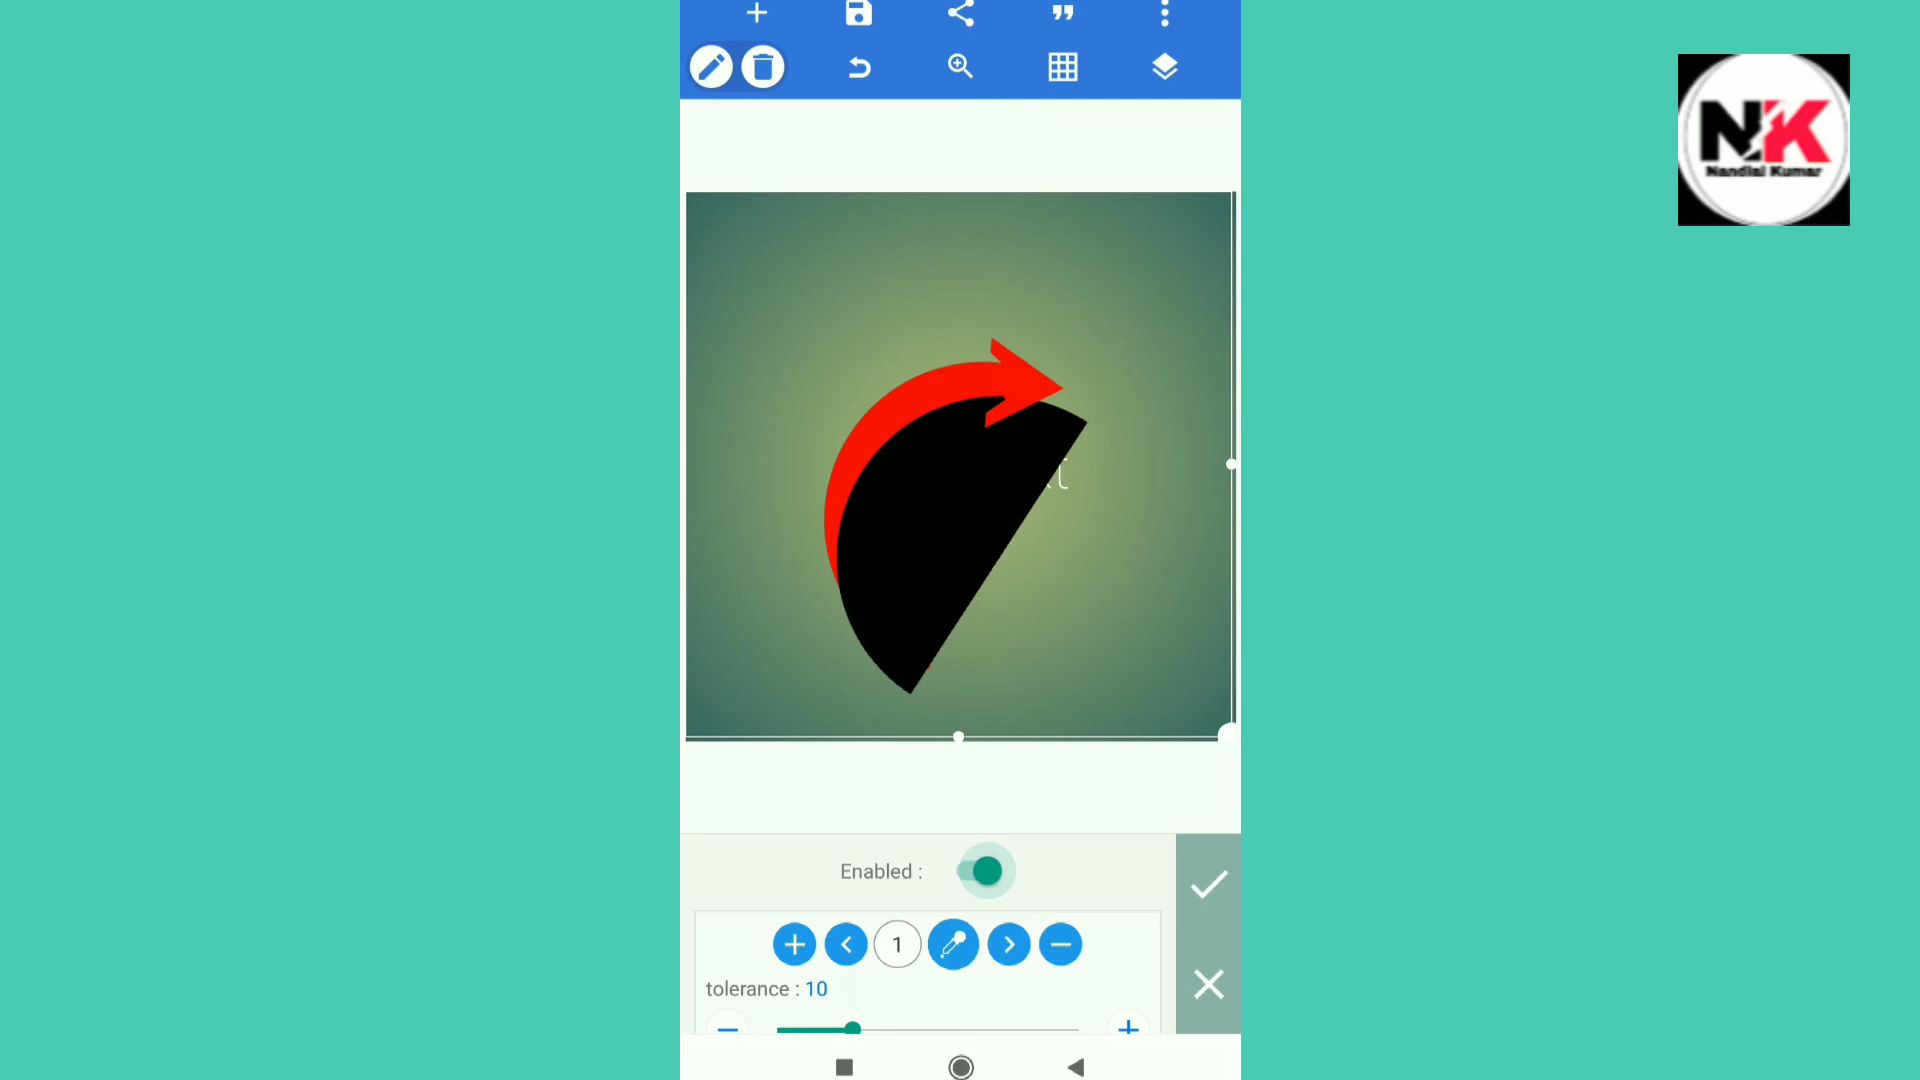 NK
Nandlal Kumar
Enabled :
1
tolerance : 10